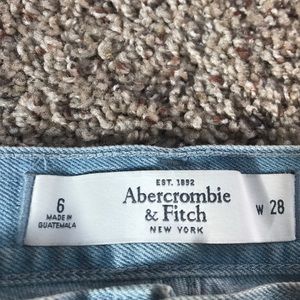 EST. 1892
Abercrombie
& Fitch
NEW YORK
6
MADE IN
GUATEMALA
W 28